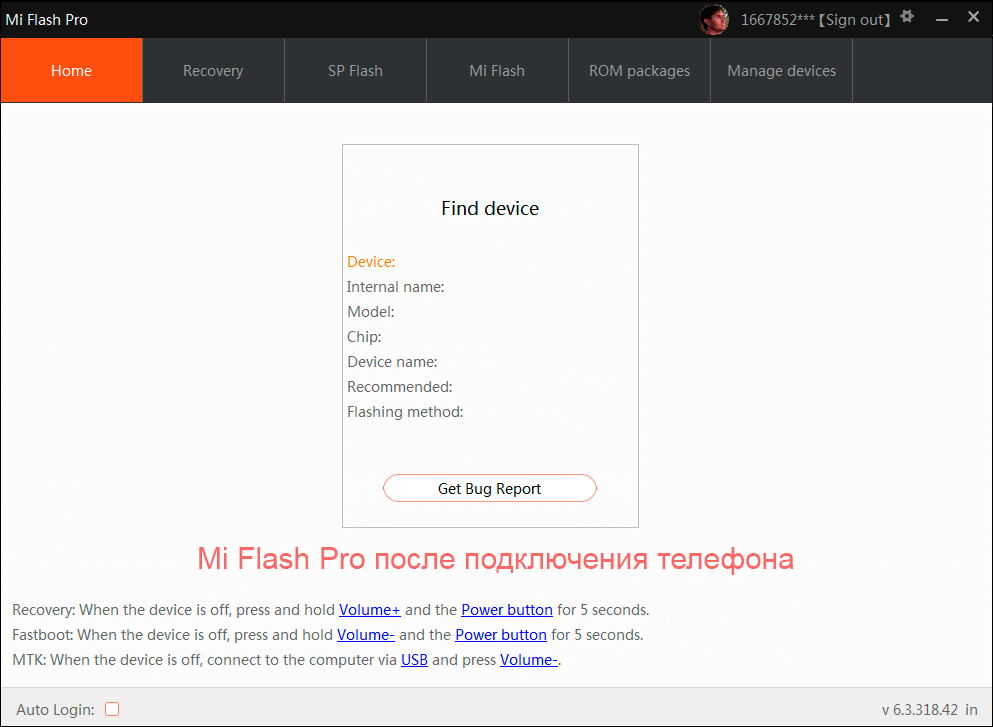 Mi Flash Pro
1667852***【Sign out】
Home
Recovery
SP Flash
Mi Flash
ROM packages
Manage devices
Find device
Device:
Internal name:
Model:
Chip:
Device name:
Recommended:
Flashing method:
Get Bug Report
Mi Flash Pro после подключения телефона
Recovery: When the device is off, press and hold Volume+ and the Power button for 5 seconds.
Fastboot: When the device is off, press and hold Volume- and the Power button for 5 seconds.
MTK: When the device is off, connect to the computer via USB and press Volume-.
Auto Login:
v 6.3.318.42 in